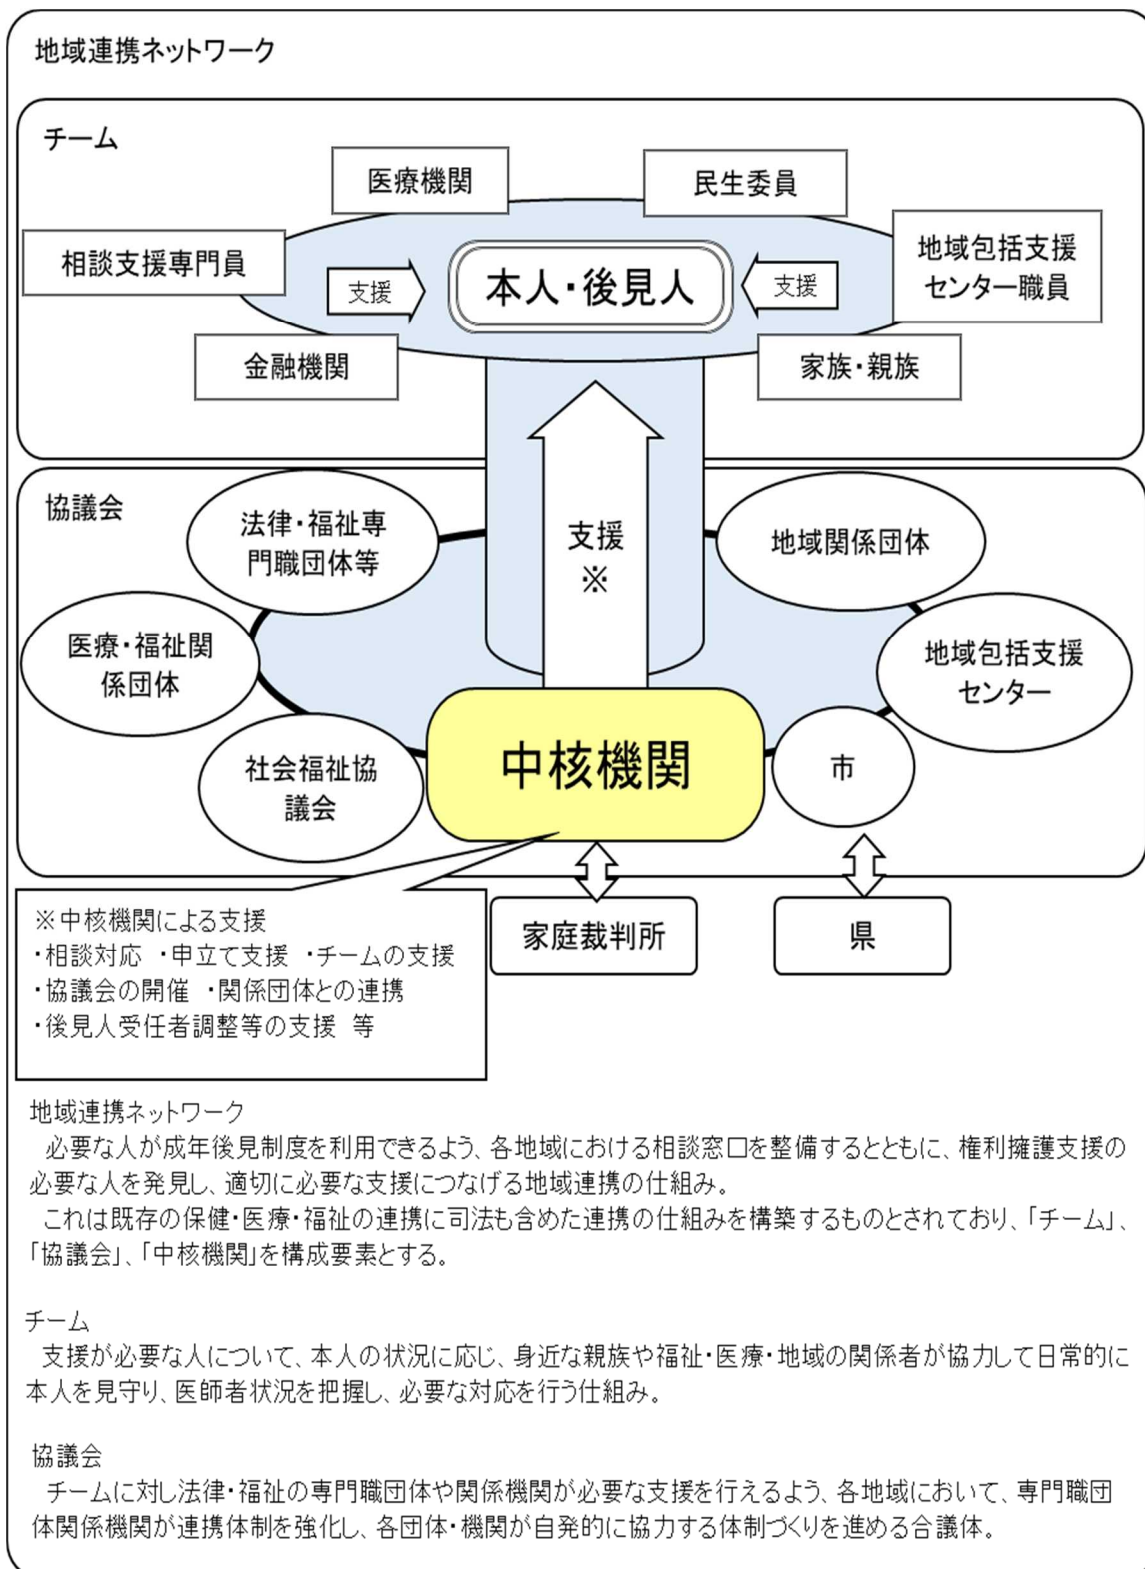 地域連携ネットワーク
チーム
医療機関
民生委員
相談支援専門員
地域包括支援
センター職員
支援
本人・後見人
支援
金融機関
家族・親族
協議会
法律・福祉専
門職団体等
支援
※
地域関係団体
医療・福祉関
係団体
地域包括支援
センター
社会福祉協
議会
中核機関
市
※中核機関による支援
・相談対応 ・申立て支援 ・チームの支援
・協議会の開催 ・関係団体との連携
・後見人受任者調整等の支援 等
家庭裁判所
県
地域連携ネットワーク
必要な人が成年後見制度を利用できるよう、各地域における相談窓口を整備するとともに、権利擁護支援の
必要な人を発見し、適切に必要な支援につなげる地域連携の仕組み。
これは既存の保健・医療・福祉の連携に司法も含めた連携の仕組みを構築するものとされており、「チーム」、
「協議会」、「中核機関」を構成要素とする。
チーム
支援が必要な人について、本人の状況に応じ、身近な親族や福祉・医療・地域の関係者が協力して日常的に
本人を見守り、医師者状況を把握し、必要な対応を行う仕組み。
協議会
チームに対し法律・福祉の専門職団体や関係機関が必要な支援を行えるよう、各地域において、専門職団
体関係機関が連携体制を強化し、各団体・機関が自発的に協力する体制づくりを進める合議体。